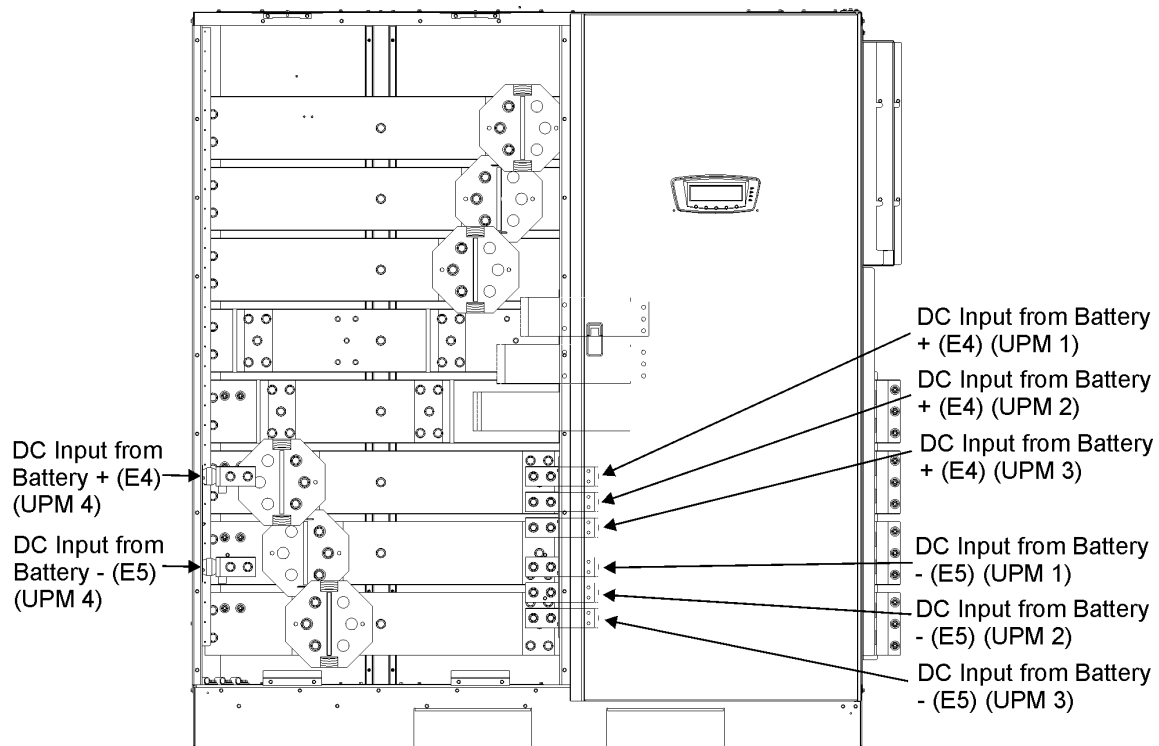 DC Input from
Battery + (E4)
(UPM 4)
DC Input from
Battery - (E5)
(UPM 4)
DC Input from Battery
+ (E4) (UPM 1)
DC Input from Battery
+ (E4) (UPM 2)
DC Input from Battery
+ (E4) (UPM 3)
DC Input from Battery
- (E5) (UPM 1)
DC Input from Battery
- (E5) (UPM 2)
DC Input from Battery
- (E5) (UPM 3)